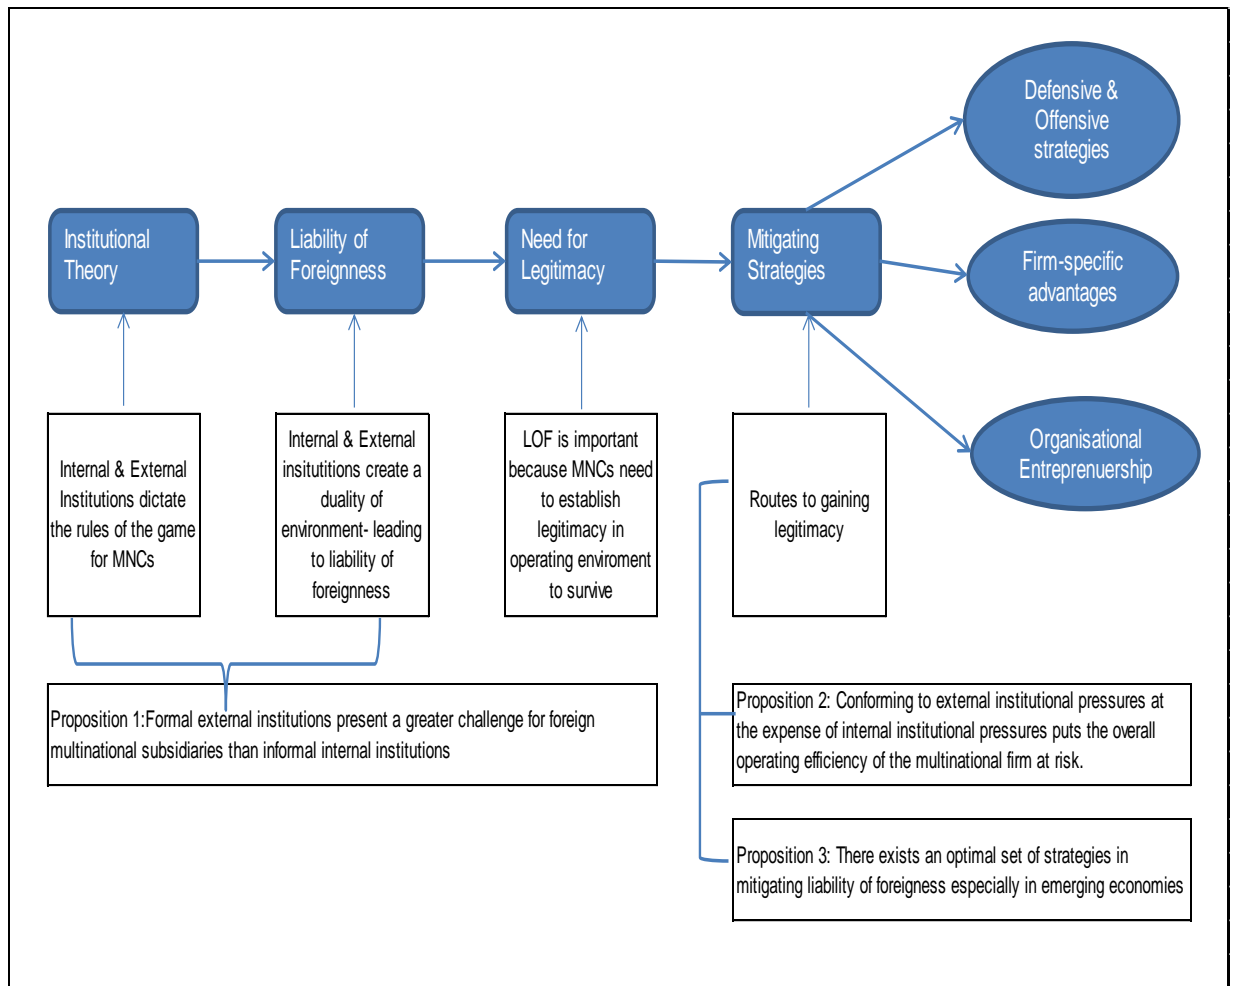 Defensive &
Offensive
strategies
Institutional
Theory
Liability of
Foreignness
Need for
Legitimacy
Mitigating
Strategies
Firm-specific
advantages
Organisational
Entreprenuership
Internal & External
Institutions dictate
the rules of the game
for MNCs
Internal & External
insitutitions create a
duality of
environment- leading
to liability of
foreignness
LOF is important
because MNCs need
to establish
legitimacy in
operating enviroment
to survive
Routes to gaining
legitimacy
Proposition 1:Formal external institutions present a greater challenge for foreign
multinational subsidiaries than informal internal institutions
Proposition 2: Conforming to external institutional pressures at
the expense of internal institutional pressures puts the overall
operating efficiency of the multinational firm at risk.
Proposition 3: There exists an optimal set of strategies in
mitigating liability of foreigness especially in emerging economies